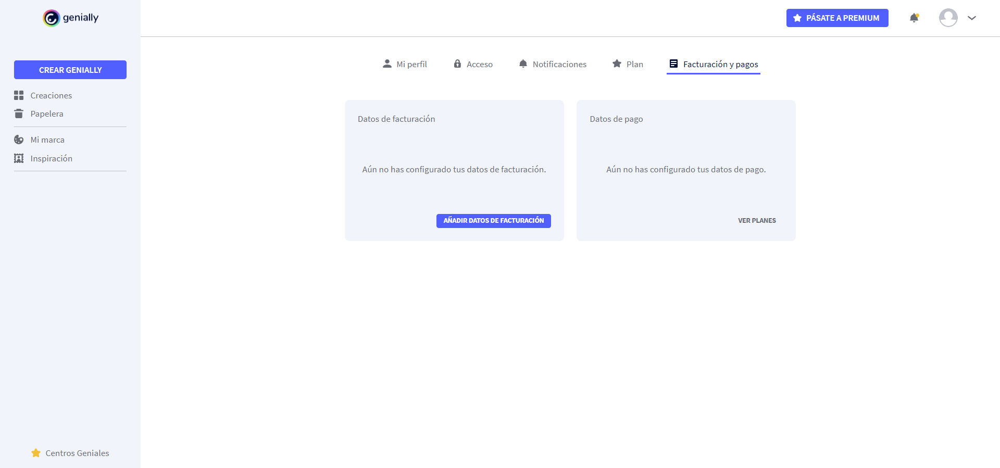 genially
PÁSATE A PREMIUM
CREAR GENIALLY
Creaciones
Papelera
Mi marca
Inspiración
Centros Geniales
Mi perfil
Acceso
Notificaciones
Plan
Facturación y pagos
Datos de facturación
Aún no has configurado tus datos de facturación.
AÑADIR DATOS DE FACTURACIÓN
Datos de pago
Aún no has configurado tus datos de pago.
VER PLANES